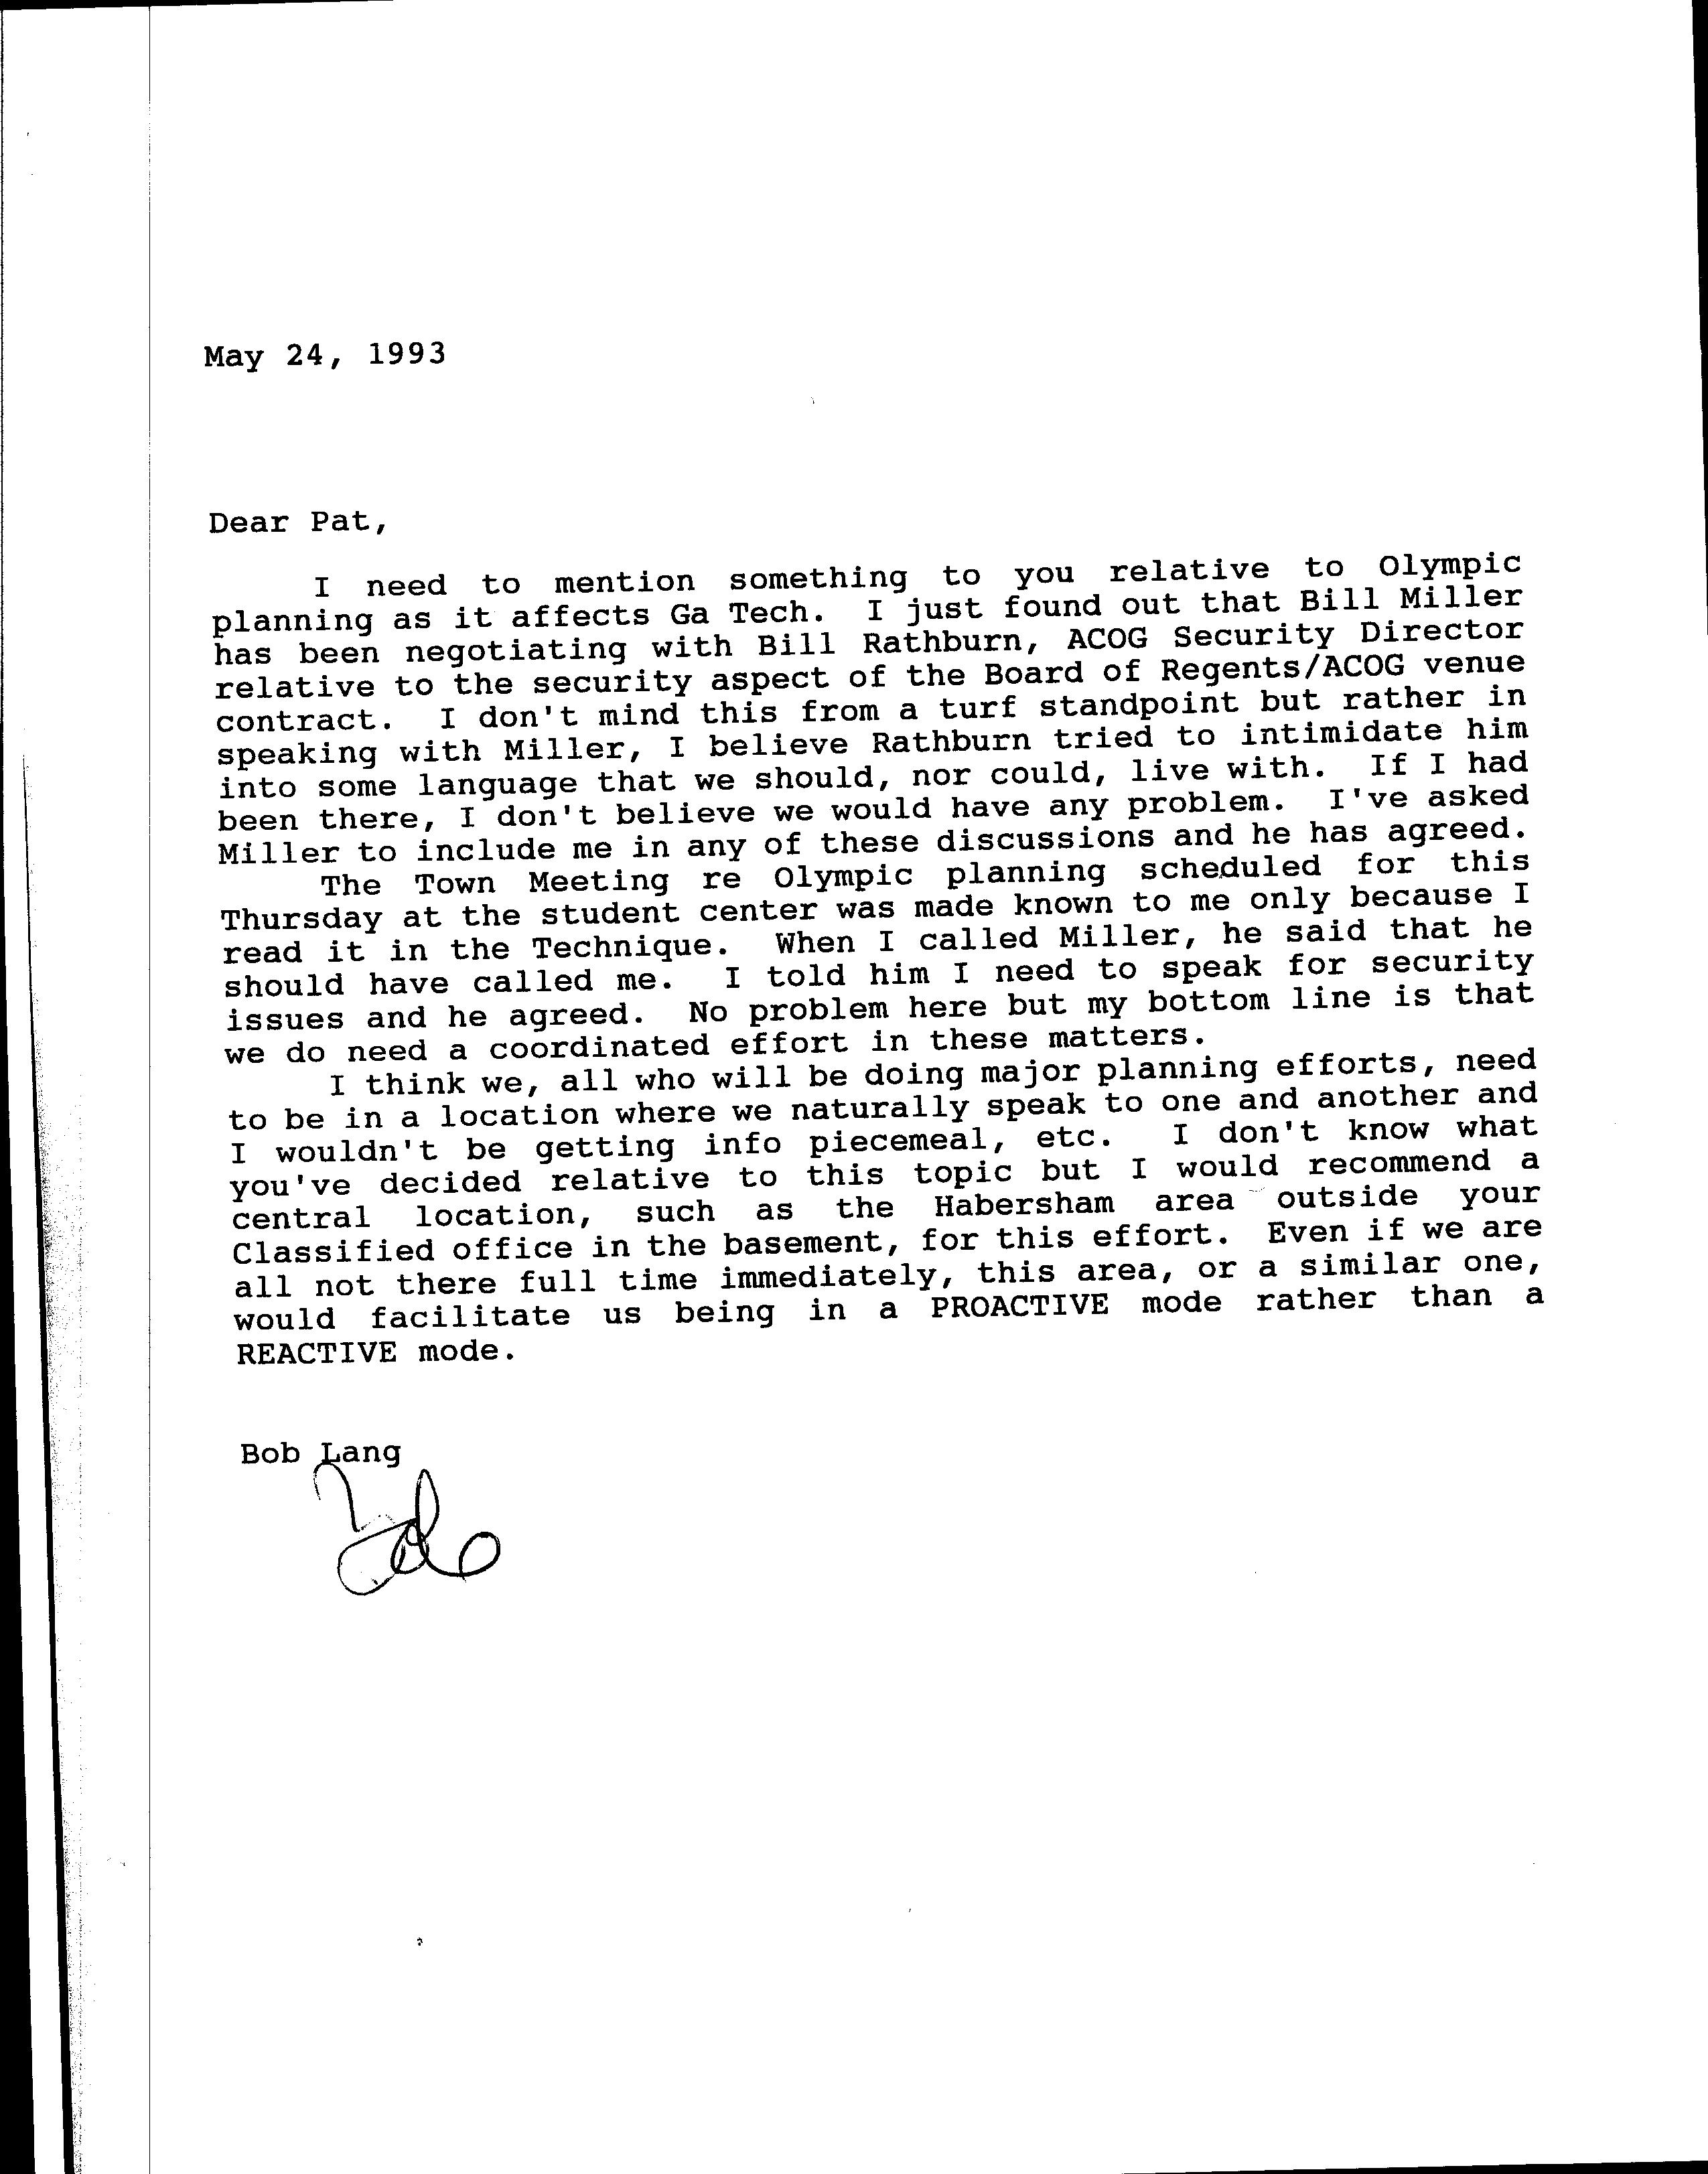 May 24, 1993
Dear Pat,
I need to mention something to you relative to Olympic
planning as it affects Ga Tech. I just found out that Bill Miller
has been negotiating with Bill Rathburn, ACOG Security Director
relative to the security aspect of the Board of Regents/ACOG venue
contract. I don't mind this from a turf standpoint but rather in
speaking with Miller, I believe Rathburn tried to intimidate him
into some language that we should, nor could, live with. If I had
been there, I don't believe we would have any problem. I've asked
Miller to include me in any of these discussions and he has agreed.
The Town Meeting re Olympic planning scheduled for this
Thursday at the student center was made known to me only because I
read it in the Technique. When I called Miller, he said that he
should have called me. I told him I need to speak for security
issues and he agreed. No problem here but my bottom line is that
we do need a coordinated effort in these matters.
I think we, all who will be doing major planning efforts, need
to be in a location where we naturally speak to one and another and
I wouldn't be getting info piecemeal, etc. I don't know what
you've decided relative to this topic but I would recommend a
central location, such as the Habersham area outside your
Classified office in the basement, for this effort. Even if we are
all not there full time immediately, this area, or a similar one,
would facilitate us being in a PROACTIVE mode rather than a
REACTIVE mode.
Bob Lang